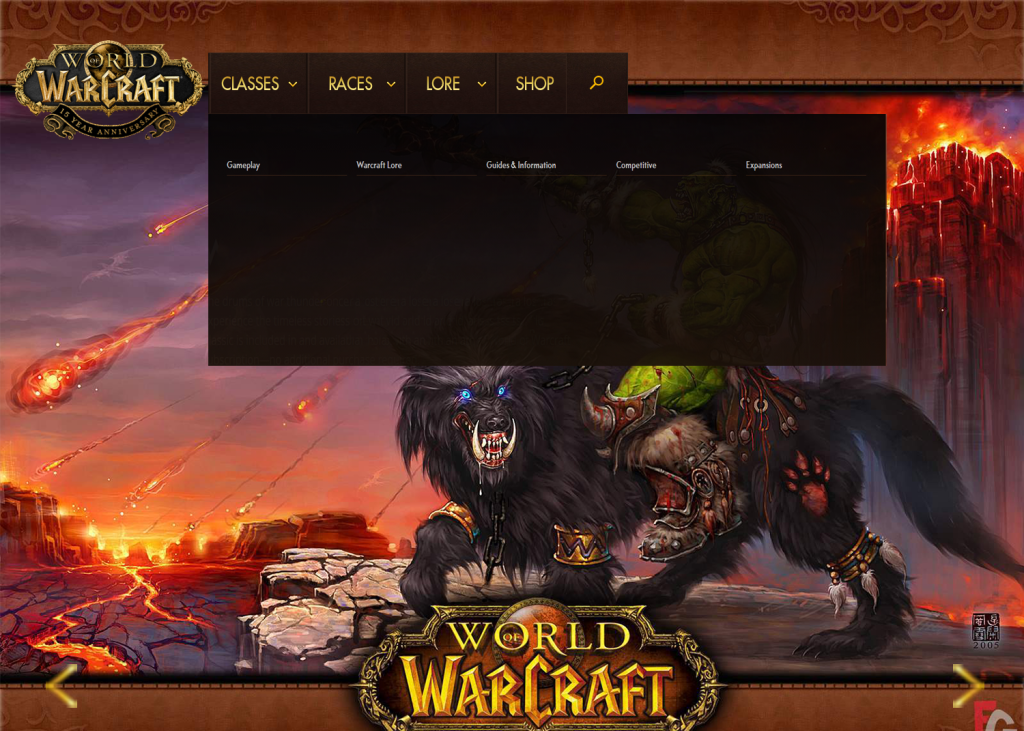 WORLD
OF
WARCRAFT
15 YEAR ANNIVERSARY
CLASSES
RACES
LORE
SHOP
Gameplay
Warcraft Lore
Guides & Information
Competitive
Expansions
WORLD
OF
WARCRAFT
2005